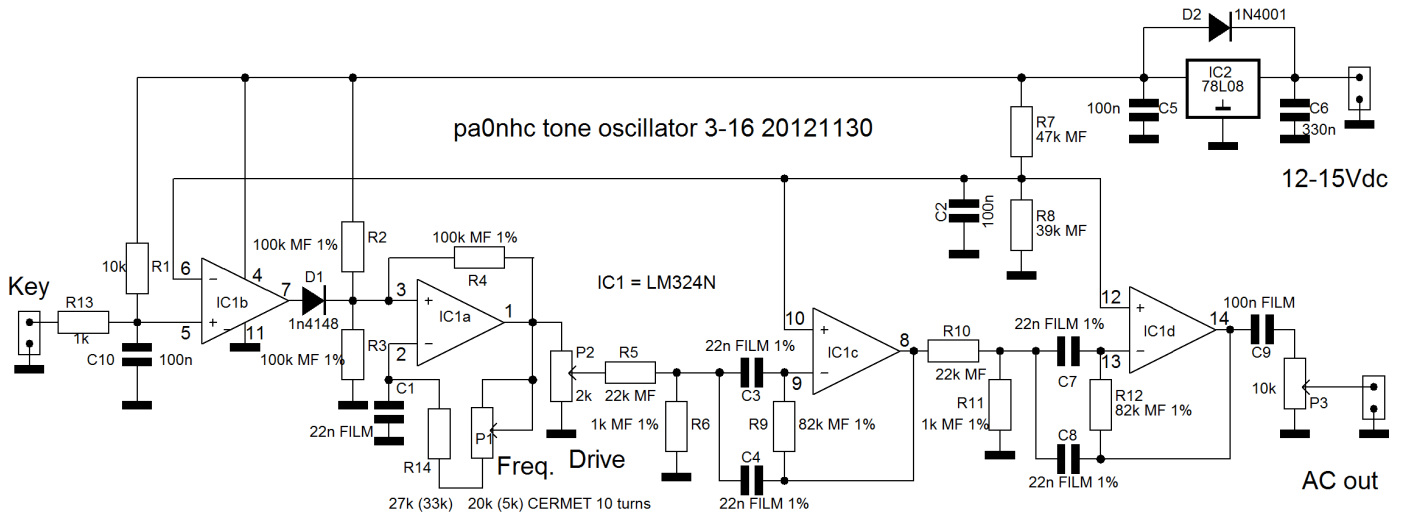 D2
1N4001
IC2
78L08
100n
C5
C6
330n
pa0nhc tone oscillator 3-16 20121130
R7
47k MF
12-15Vdc
C2
100n
R8
39k MF
100k MF 1%
R2
100k MF 1%
R4
10k
R1
6
4
7
D1
3
IC1 = LM324N
Key
R13
1k
5
IC1b
11
1n4148
IC1a
1
12
100n FILM
C10
100n
100k MF 1%
R3
2
10
IC1c
8
R10
22n FILM 1%
IC1d
14
P2
R5
22n FILM 1%
9
22k MF
C7
13
C9
C1
2k
22k MF
C3
R11
R12
10k
P3
22n FILM
P1
1k MF 1%
R6
R9
82k MF 1%
1k MF 1%
82k MF 1%
R14
Freq.
Drive
C4
C8
27k (33k)
20k (5k) CERMET 10 turns
22n FILM 1%
22n FILM 1%
AC out
+
−
+
−
+
−
+
−
−